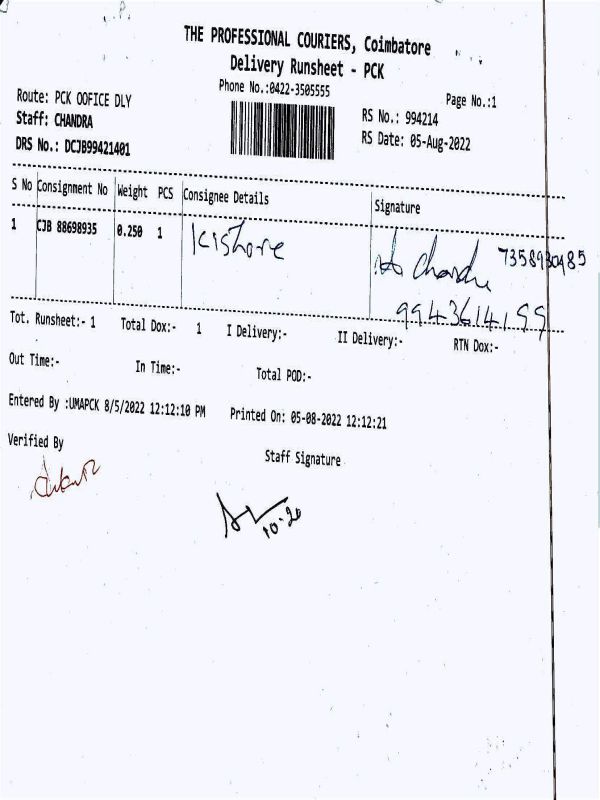 THE PROFESSIONAL COURIERS, Coimbatore
Delivery Runsheet - PCK
Phone No.:0422-3505555
Page No.:1
Route: PCK OOFICE DLY
RS No.: 994214
Staff: CHANDRA
RS Date: 05-Aug-2022
DRS No.: DCJB99421401
S No Consignment No Weight PCS Consignee Details Signature
1 CJB 88698935 0.250 1 Kishore Chandru 7358930985
9943614199
Tot. Runsheet:- 1 Total Dox:- 1 I Delivery:- II Delivery:- RTN Dox:-
Out Time:- In Time:- Total POD:-
Entered By :UMAPCK 8/5/2022 12:12:10 PM Printed On: 05-08-2022 12:12:21
Verified By Staff Signature
10.20